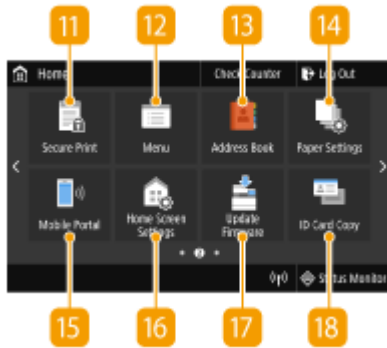 11 12 13 14
Home Check Counter Log Out
Secure Print Menu Address Book Paper Settings
Mobile Portal Home Screen Settings Update Firmware ID Card Copy
2
Status Monitor
15 16 17 18